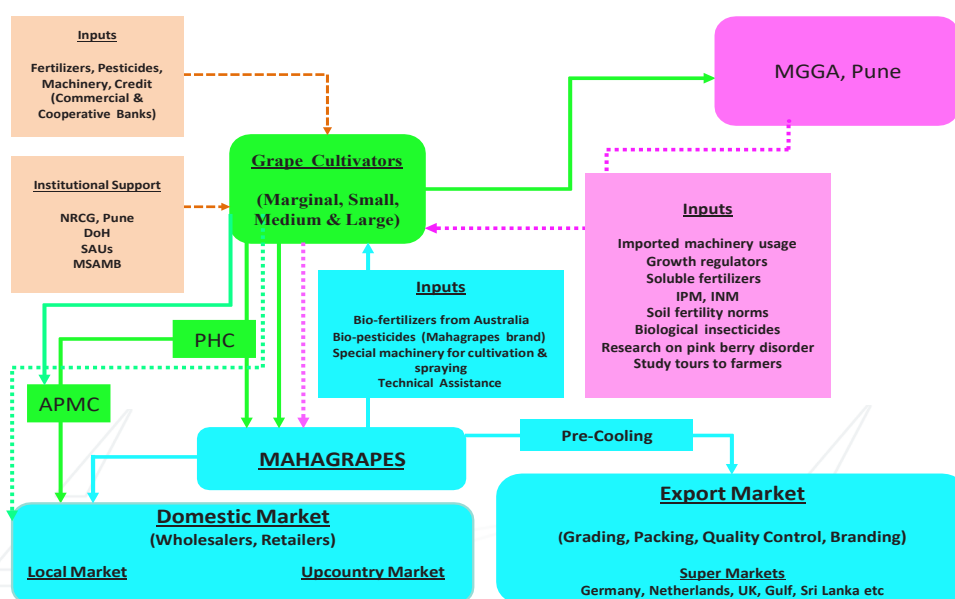 Inputs
Fertilizers, Pesticides,
Machinery, Credit
(Commercial &
Cooperative Banks)
MGGA, Pune
Grape Cultivators
(Marginal, Small,
Medium & Large)
Institutional Support
NRCG, Pune
DoH
SAUs
MSAMB
Inputs
Imported machinery usage
Growth regulators
Soluble fertilizers
IPM, INM
Soil fertility norms
Biological insecticides
Research on pink berry disorder
Study tours to farmers
Inputs
Bio-fertilizers from Australia
Bio-pesticides (Mahagrapes brand)
Special machinery for cultivation &
spraying
Technical Assistance
PHC
APMC
MAHAGRAPES
Pre-Cooling
Domestic Market
(Wholesalers, Retailers)
Local Market
Upcountry Market
Export Market
(Grading, Packing, Quality Control, Branding)
Super Markets
Germany, Netherlands, UK, Gulf, Sri Lanka etc